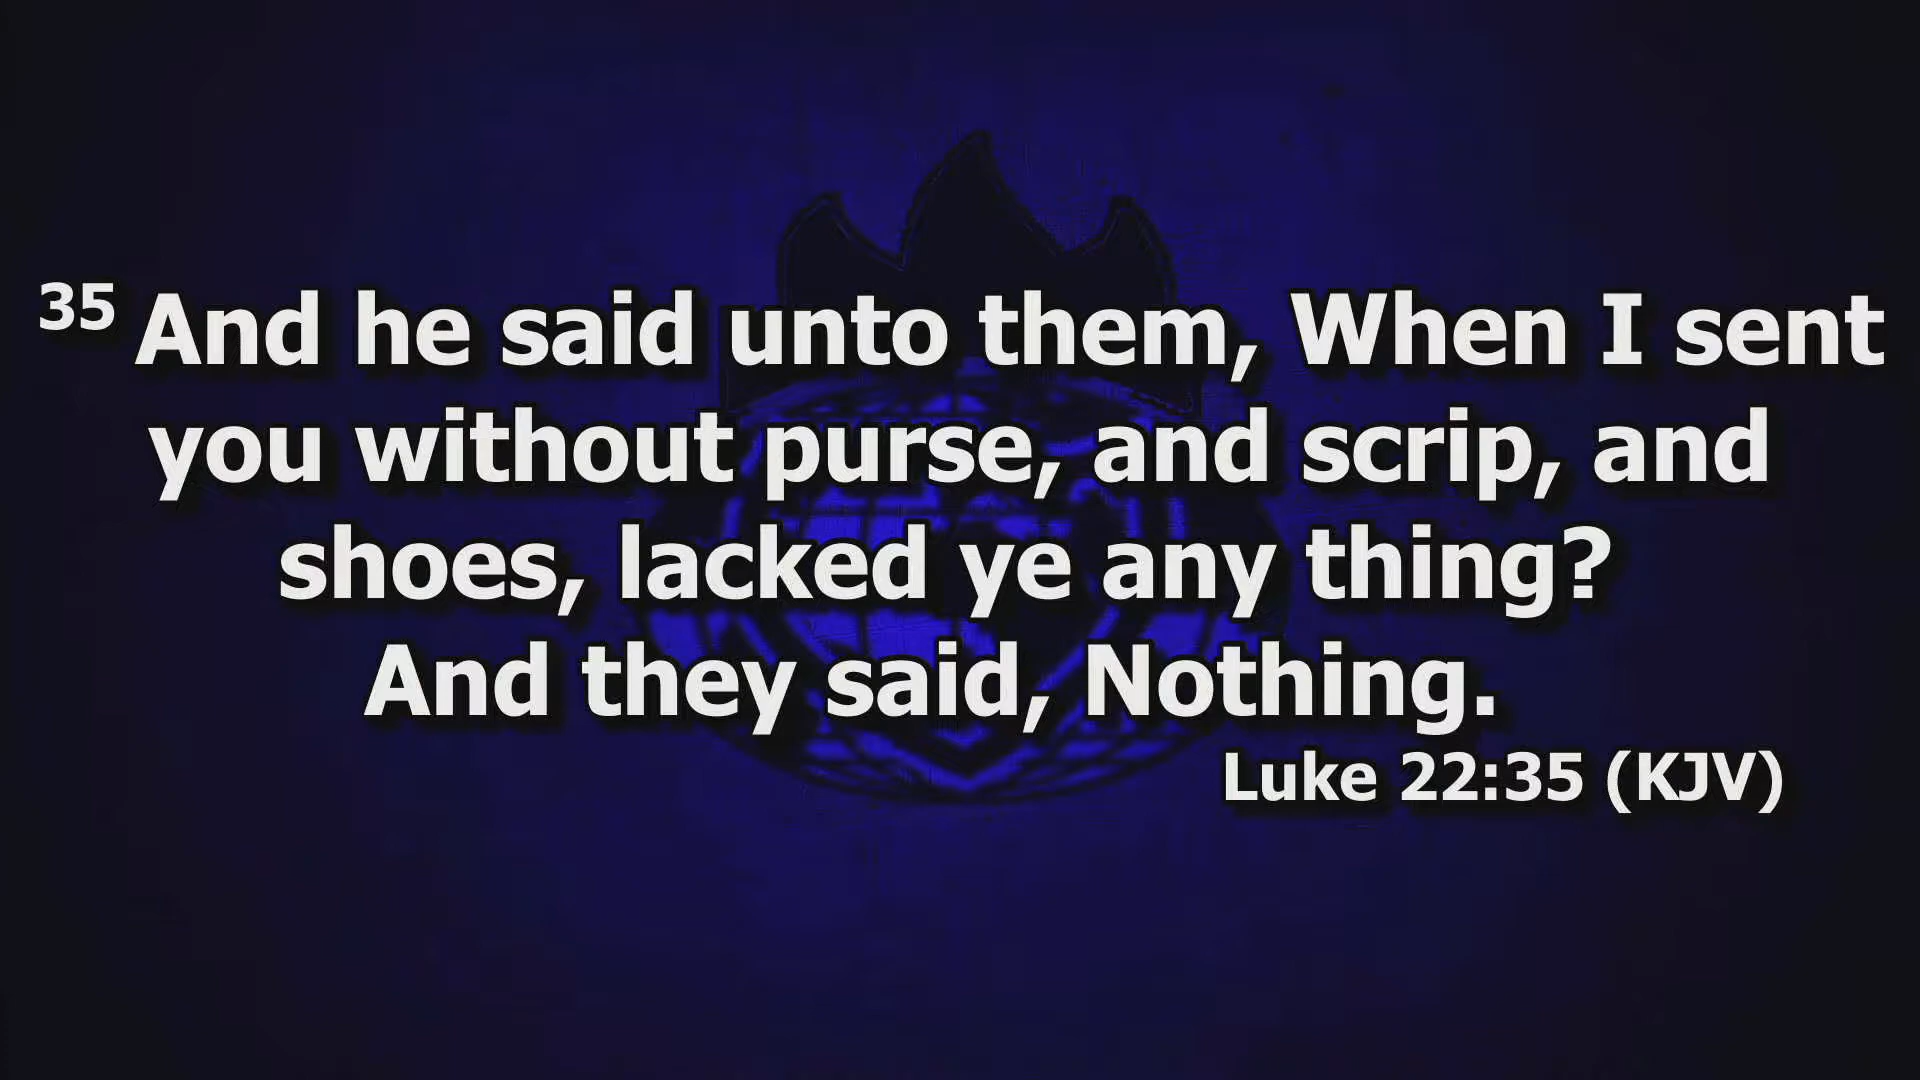 35 And he said unto them, When I sent
you without purse, and scrip, and
shoes, lacked ye any thing?
And they said, Nothing.
Luke 22:35 (KJV)